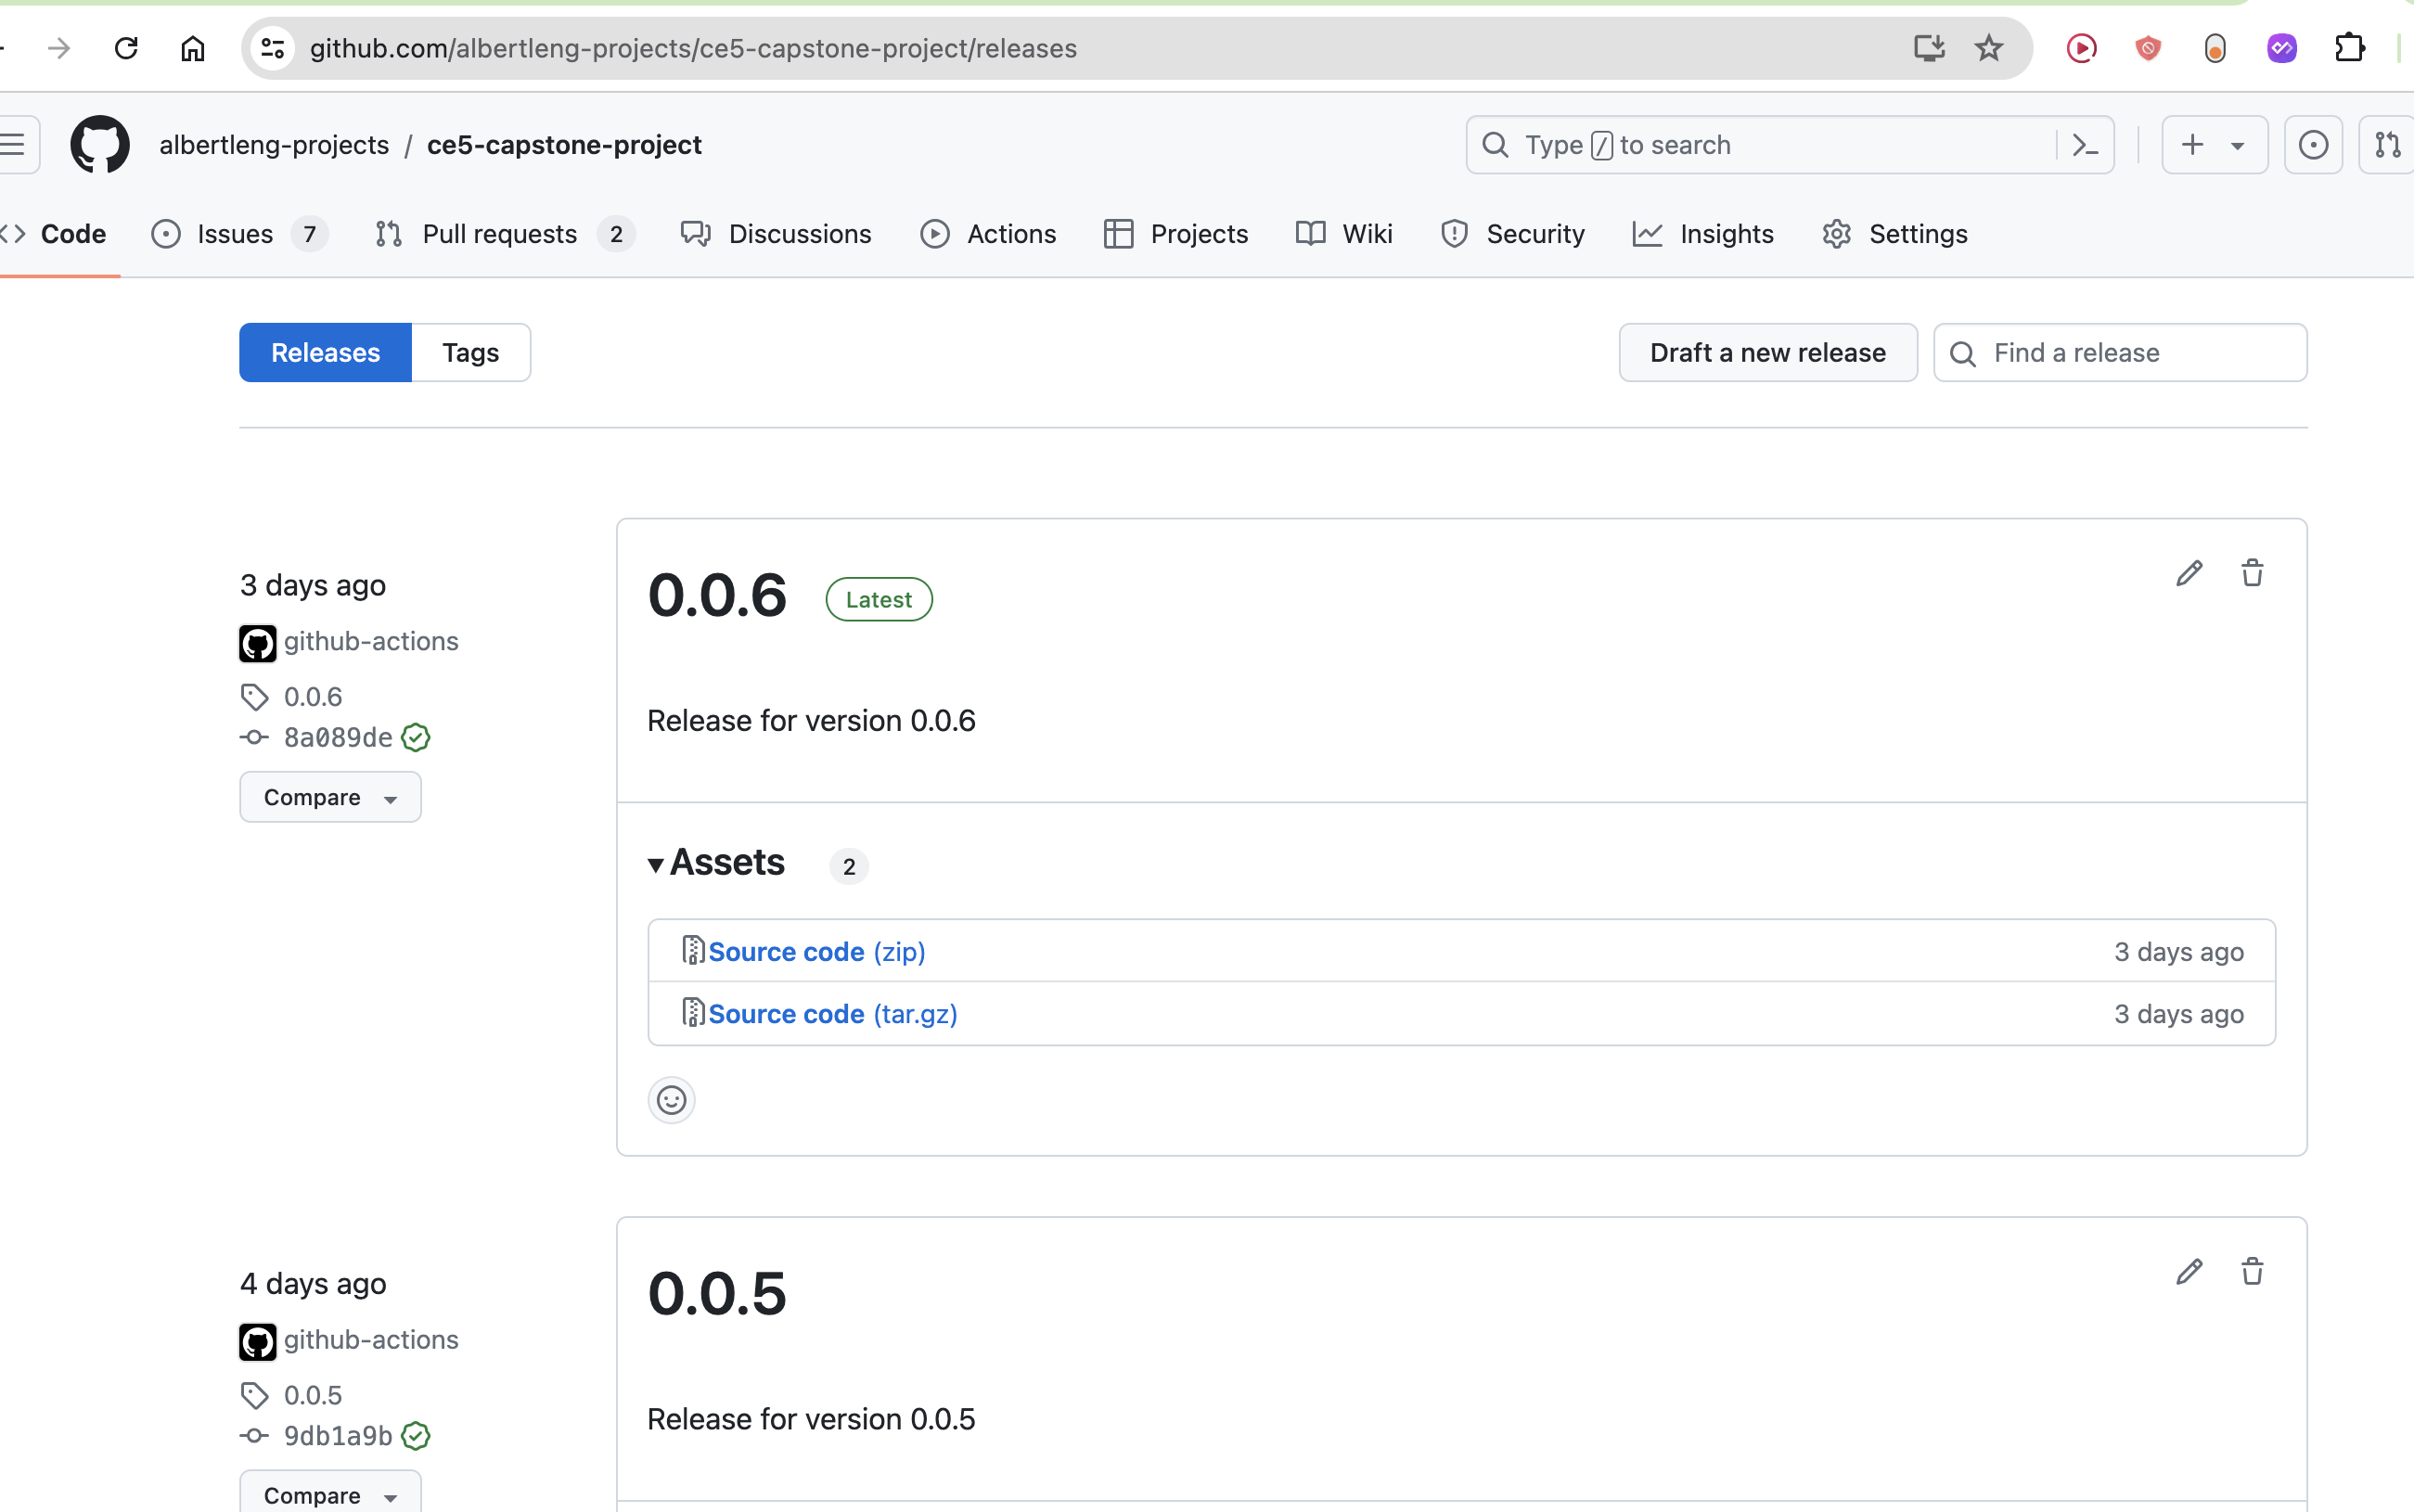 github.com/albertleng-projects/ce5-capstone-project/releases
albertleng-projects / ce5-capstone-project
Type / to search
Code Issues 7 Pull requests 2 Discussions Actions Projects Wiki Security Insights Settings
Releases Tags
Draft a new release
Find a release
3 days ago
github-actions
0.0.6
8a089de
Compare
0.0.6 Latest
Release for version 0.0.6
Assets 2
Source code (zip) 3 days ago
Source code (tar.gz) 3 days ago
4 days ago
github-actions
0.0.5
9db1a9b
Compare
0.0.5
Release for version 0.0.5